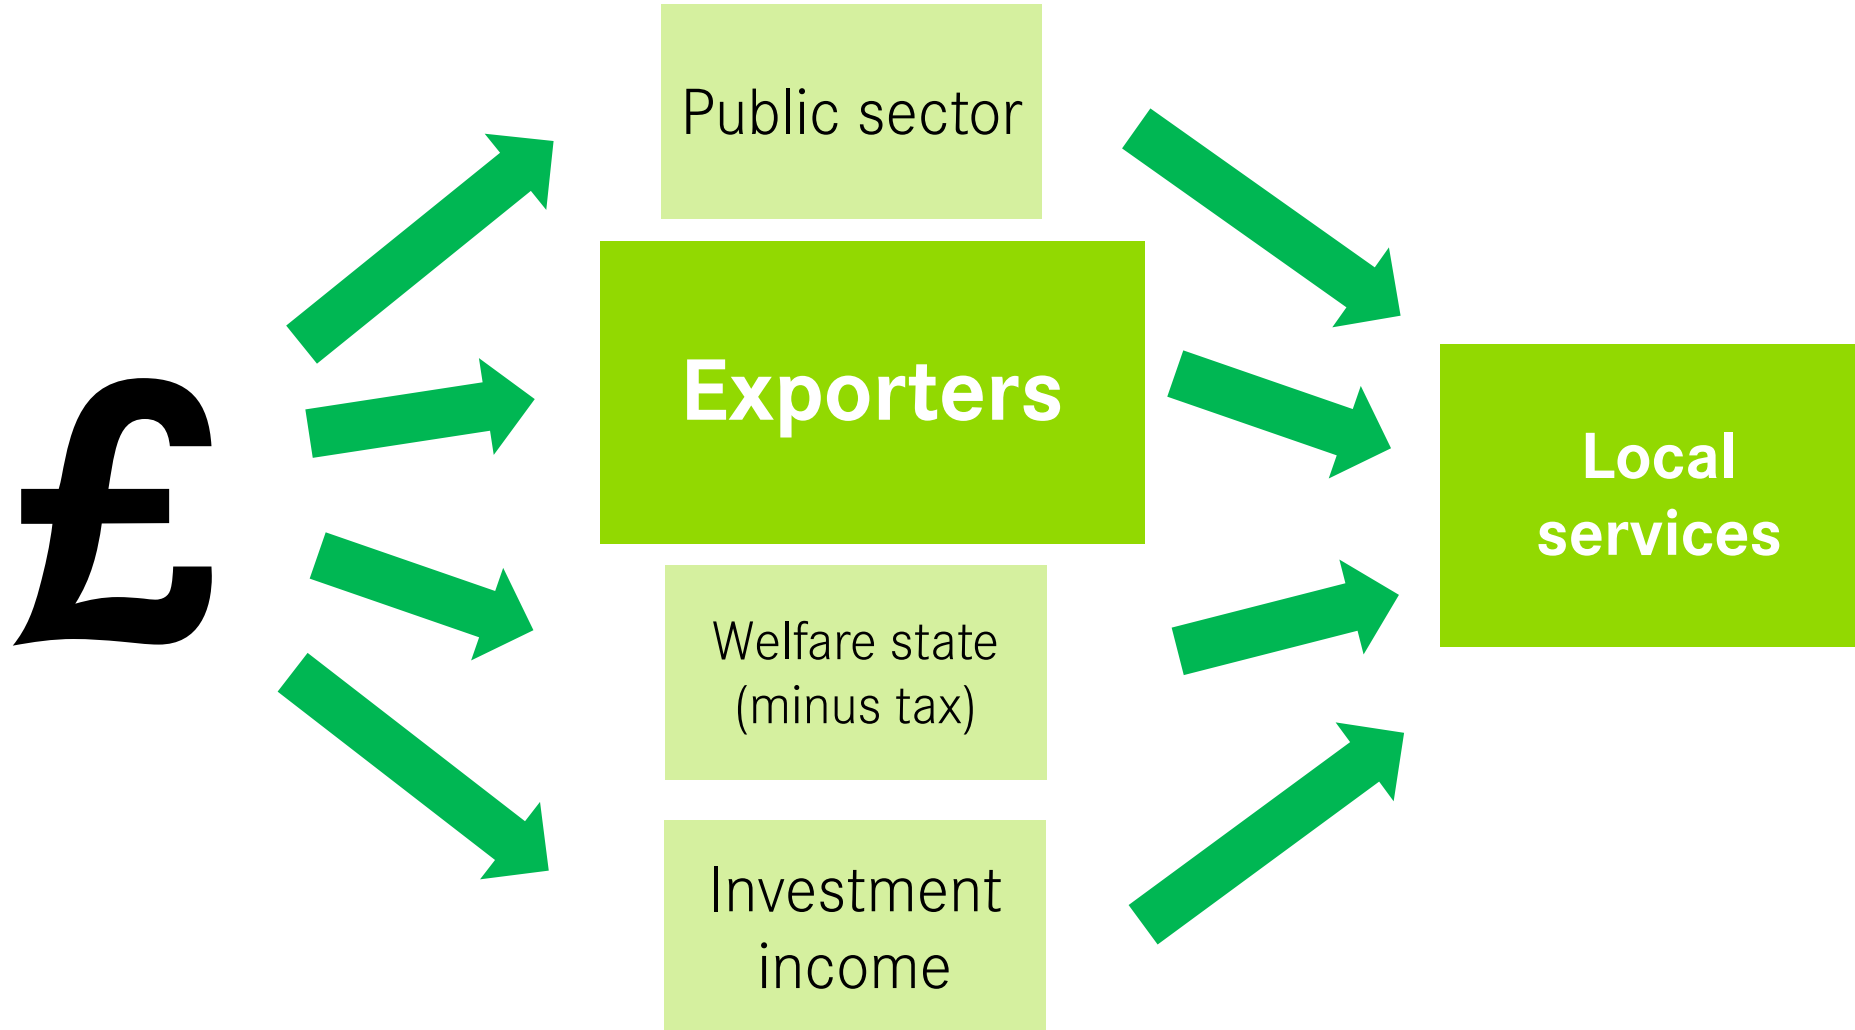 £
Public sector
Exporters
Welfare state
(minus tax)
Investment
income
Local
services